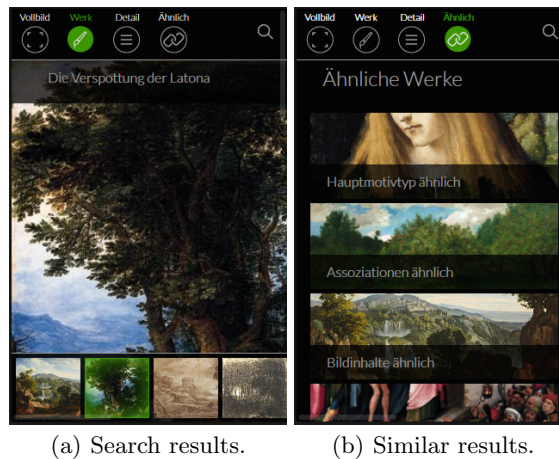 Vollbild Werk Detail Ähnlich
Die Verspottung der Latona
(a) Search results.
Vollbild Werk Detail Ähnlich
Ähnliche Werke
Hauptmotivtyp ähnlich
Assoziationen ähnlich
Bildinhalte ähnlich
(b) Similar results.